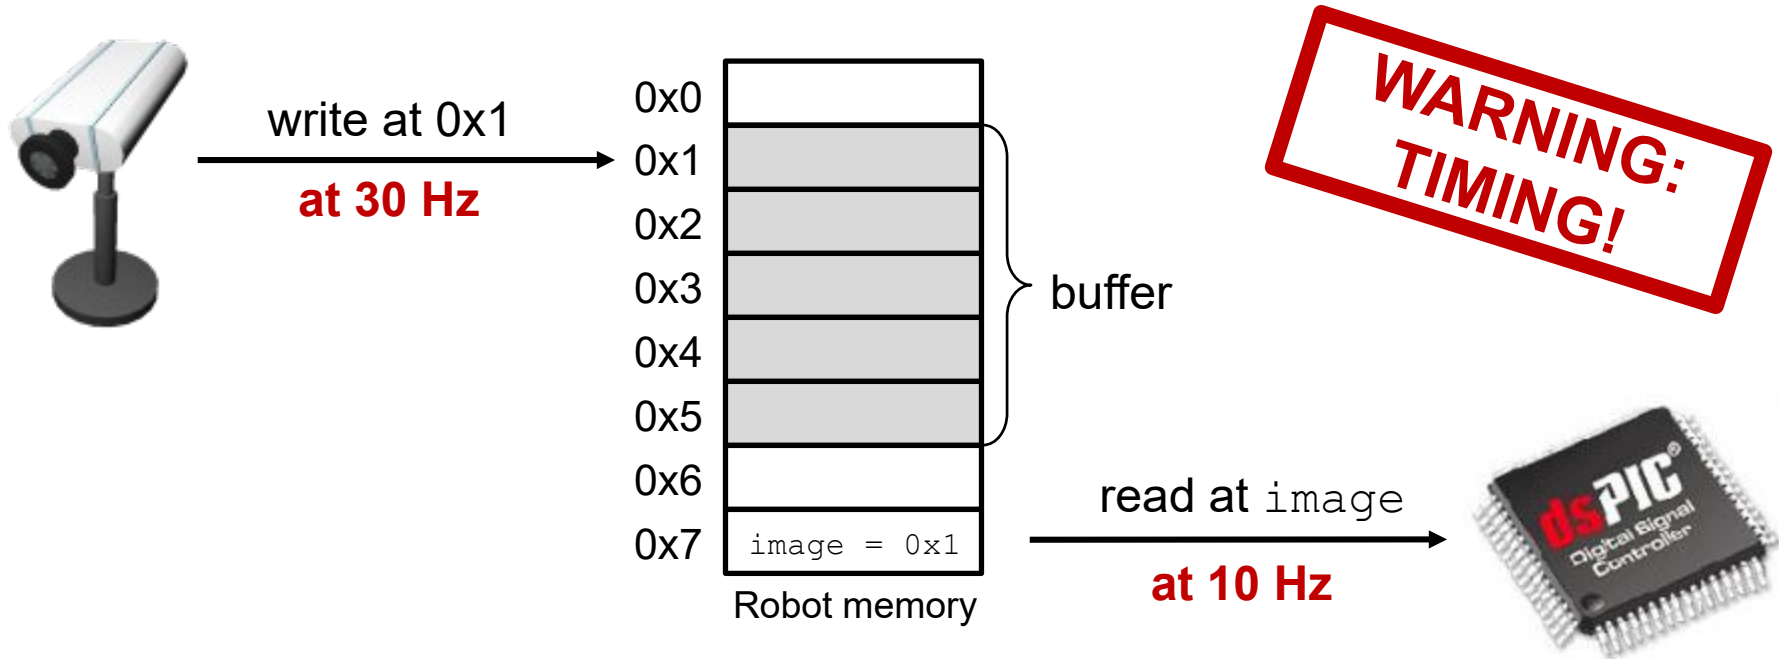 write at 0x1
at 30 Hz
0x0
0x1
0x2
0x3
0x4
0x5
0x6
0x7
image = 0x1
Robot memory
buffer
WARNING:
TIMING!
read at image
at 10 Hz
dsPIC®
Digital Signal
Controller